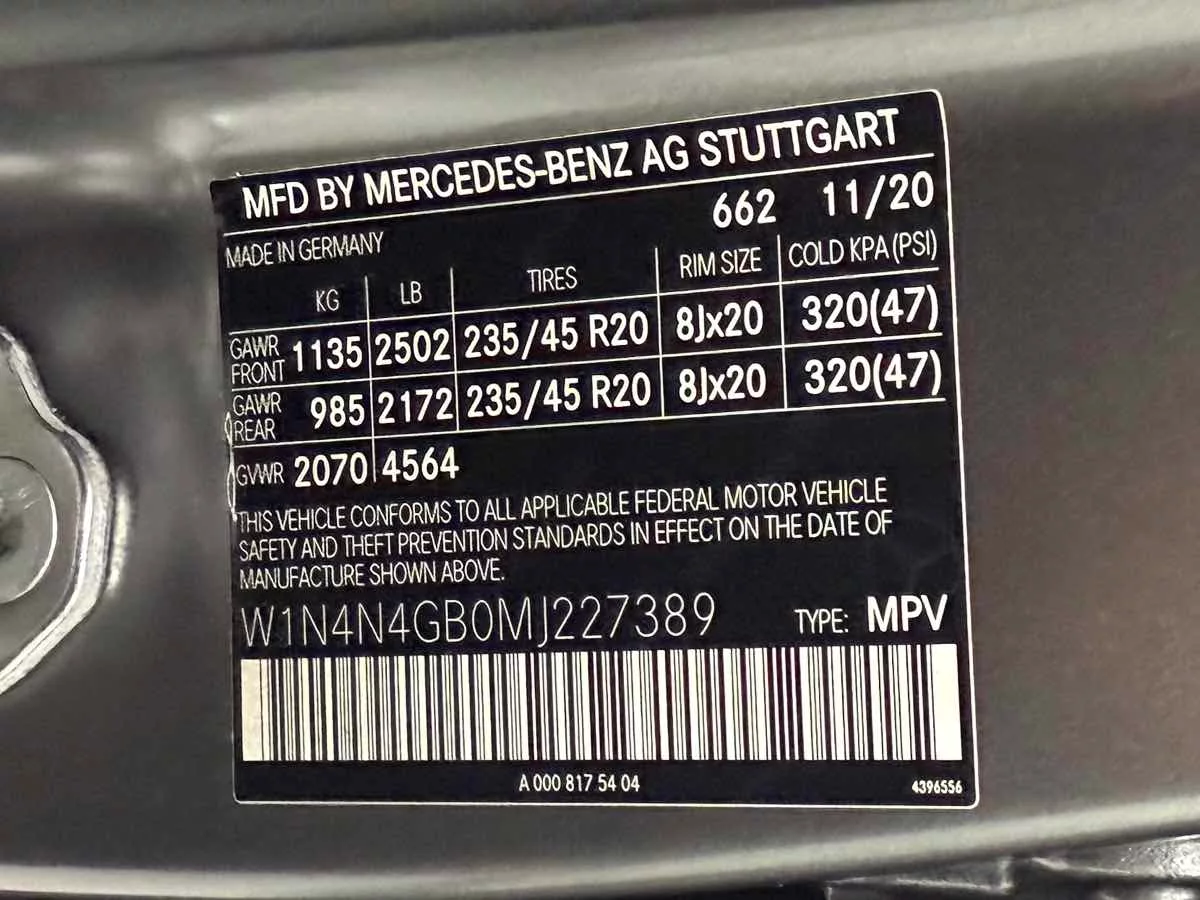 MFD BY MERCEDES-BENZ AG STUTTGART
662 11/20
MADE IN GERMANY
KG LB TIRES RIM SIZE COLD KPA (PSI)
GAWR FRONT 1135 2502 235/45 R20 8Jx20 320(47)
GAWR REAR 985 2172 235/45 R20 8Jx20 320(47)
GVWR 2070 4564
THIS VEHICLE CONFORMS TO ALL APPLICABLE FEDERAL MOTOR VEHICLE
SAFETY AND THEFT PREVENTION STANDARDS IN EFFECT ON THE DATE OF
MANUFACTURE SHOWN ABOVE.
W1N4N4GB0MJ227389 TYPE: MPV
A 000 817 54 04 4396556